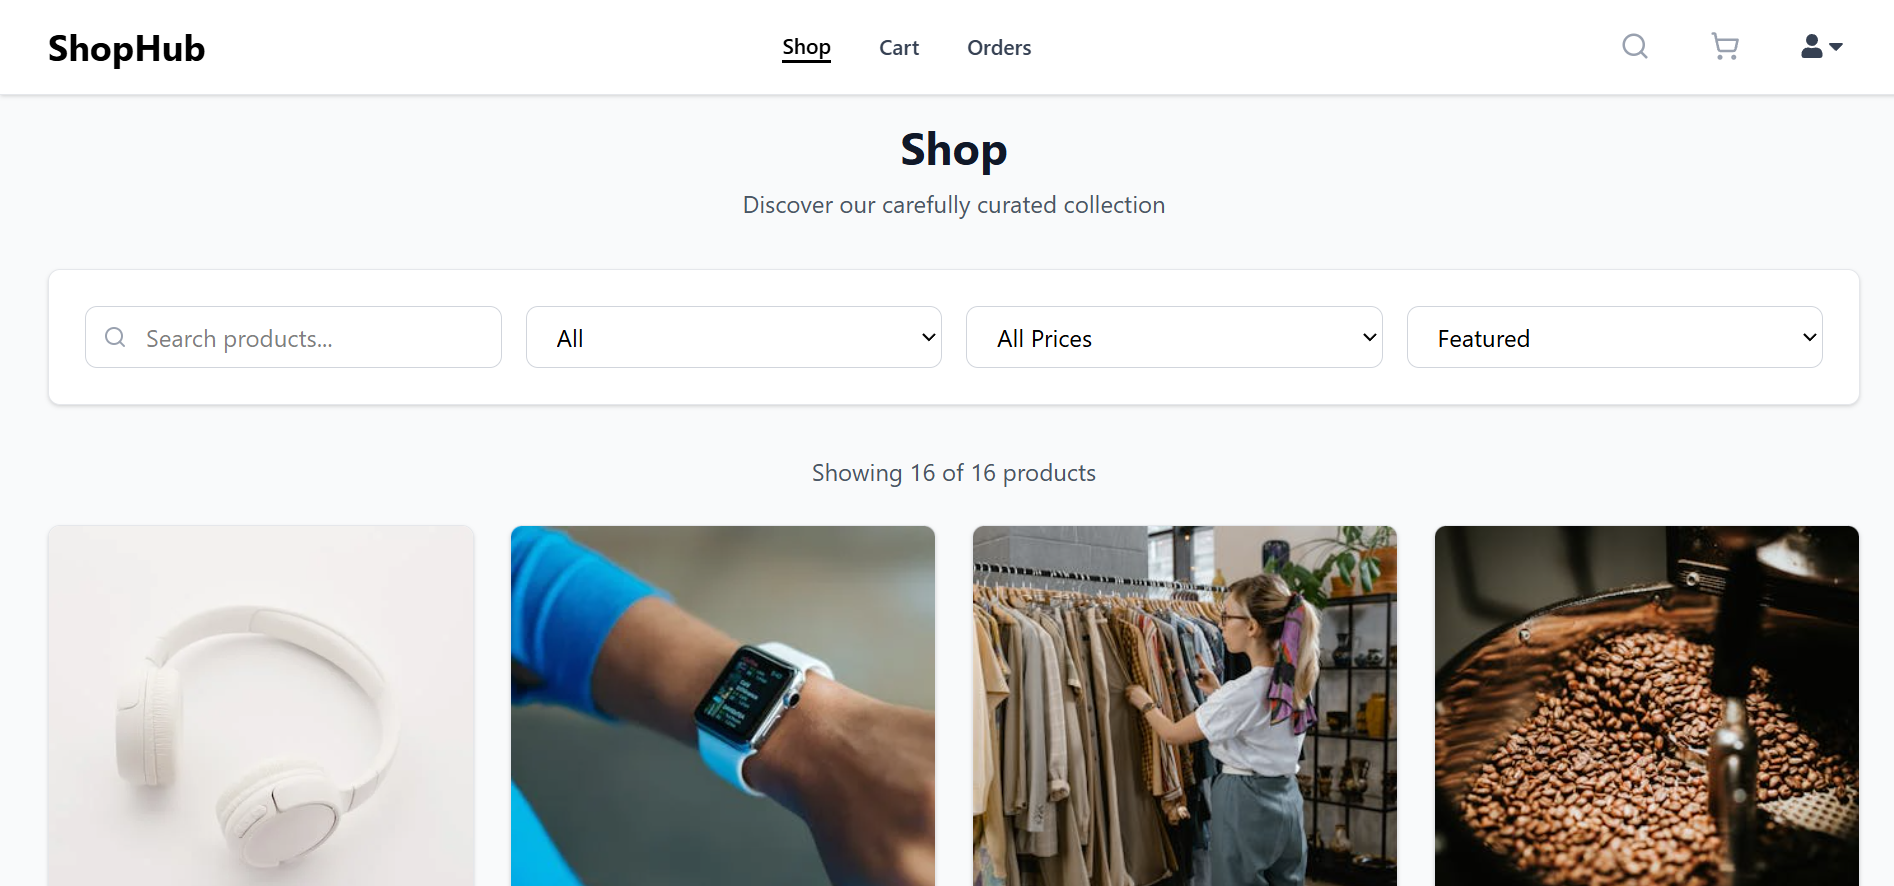 ShopHub
Shop
Cart
Orders
Shop
Discover our carefully curated collection
Search products...
All
All Prices
Featured
Showing 16 of 16 products